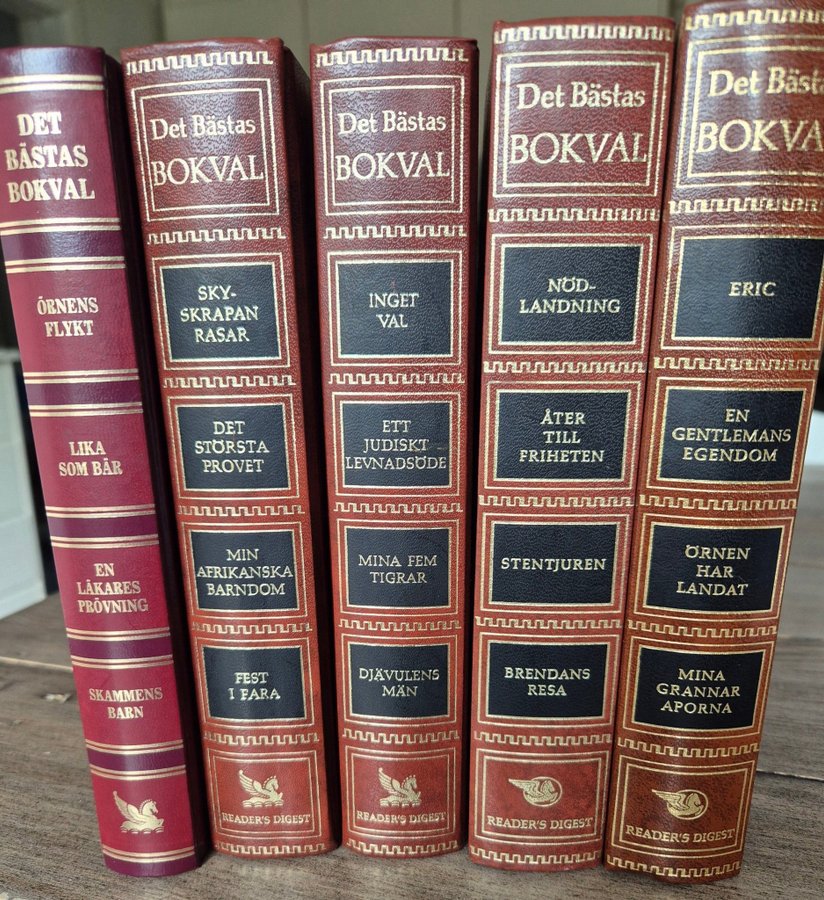 DET
BÄSTAS
BOKVAL
ÖRNENS
FLYKT
LIKA
SOM BÄR
EN
LÄKARES
PRÖVNING
SKAMMENS
BARN
Det Bästas
BOKVAL
SKY-
SKRAPAN
RASAR
DET
STÖRSTA
PROVET
MIN
AFRIKANSKA
BARNDOM
FEST
I FARA
READER'S DIGEST
Det Bästas
BOKVAL
INGET
VAL
ETT
JUDISKT
LEVNADSÖDE
MINA FEM
TIGRAR
DJÄVULENS
MÄN
READER'S DIGEST
Det Bästas
BOKVAL
NÖD-
LANDNING
ÅTER
TILL
FRIHETEN
STENTJUREN
BRENDANS
RESA
READER'S DIGEST
Det Bästa
BOKVA
ERIC
EN
GENTLEMANS
EGENDOM
ÖRNEN
HAR
LANDAT
MINA
GRANNAR
APORNA
READER'S DIGEST